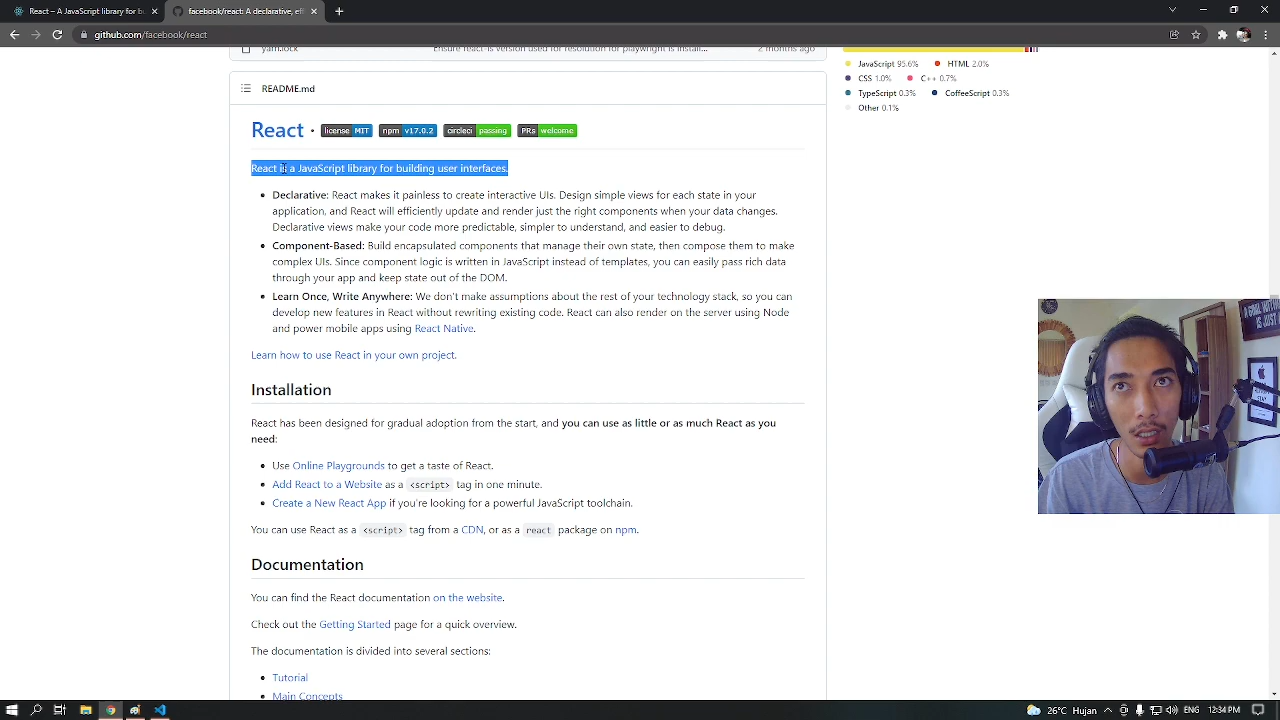 React – A JavaScript library for bu
facebook/react: A declarative, effi
github.com/facebook/react
yarn.lock
Ensure react-is version used for resolution for playwright is install...
2 months ago
JavaScript 95.6%
HTML 2.0%
CSS 1.0%
C++ 0.7%
TypeScript 0.3%
CoffeeScript 0.3%
Other 0.1%
README.md
React · license MIT npm v17.0.2 circleci passing PRs welcome
React is a JavaScript library for building user interfaces.
Declarative: React makes it painless to create interactive UIs. Design simple views for each state in your
application, and React will efficiently update and render just the right components when your data changes.
Declarative views make your code more predictable, simpler to understand, and easier to debug.
Component-Based: Build encapsulated components that manage their own state, then compose them to make
complex UIs. Since component logic is written in JavaScript instead of templates, you can easily pass rich data
through your app and keep state out of the DOM.
Learn Once, Write Anywhere: We don't make assumptions about the rest of your technology stack, so you can
develop new features in React without rewriting existing code. React can also render on the server using Node
and power mobile apps using React Native.
Learn how to use React in your own project.
Installation
React has been designed for gradual adoption from the start, and you can use as little or as much React as you
need:
Use Online Playgrounds to get a taste of React.
Add React to a Website as a <script> tag in one minute.
Create a New React App if you're looking for a powerful JavaScript toolchain.
You can use React as a <script> tag from a CDN, or as a react package on npm.
Documentation
You can find the React documentation on the website.
Check out the Getting Started page for a quick overview.
The documentation is divided into several sections:
Tutorial
Main Concepts
26°C Hujan
ENG
12:34 PM